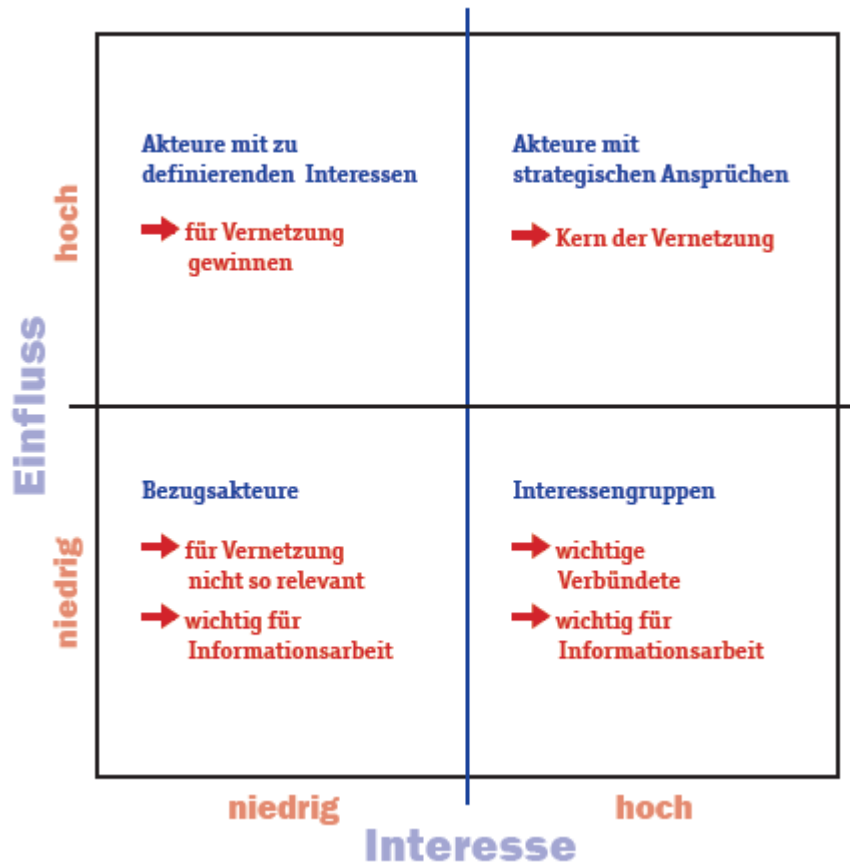 Akteure mit zu
definierenden Interessen
für Vernetzung
gewinnen
Akteure mit
strategischen Ansprüchen
Kern der Vernetzung
hoch
Einfluss
niedrig
Bezugsakteure
für Vernetzung
nicht so relevant
wichtig für
Informationsarbeit
Interessengruppen
wichtige
Verbündete
wichtig für
Informationsarbeit
niedrig
hoch
Interesse